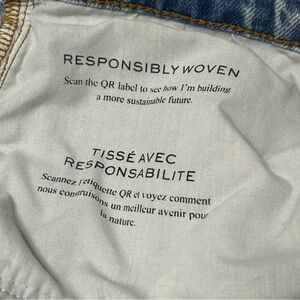 RESPONSIBLY WOVEN
Scan the QR label to see how I'm building
a more sustainable future.
TISSÉ AVEC
RESPONSABILITE
Scannez l'etiquette QR et voyez comment
nous construisons un meilleur avenir pour
la nature.